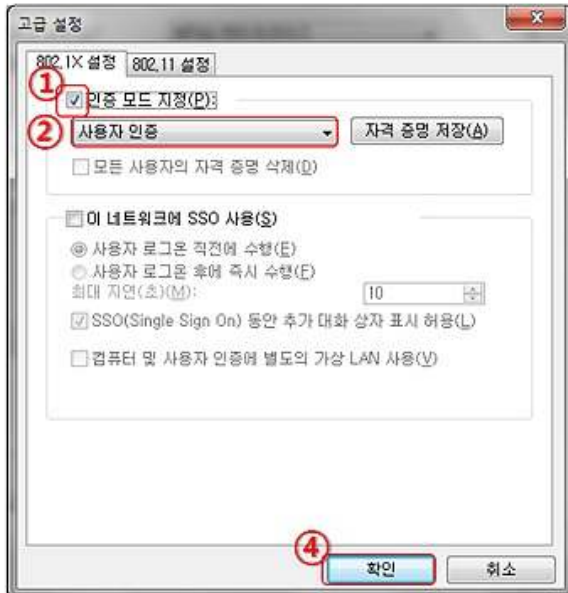 고급 설정
802.1X 설정 802.11 설정
① 인증 모드 지정(P):
② 사용자 인증 자격 증명 저장(A)
모든 사용자의 자격 증명 삭제(D)
이 네트워크에 SSO 사용(S)
사용자 로그온 직전에 수행(E)
사용자 로그온 후에 즉시 수행(F)
최대 지연(초)(M): 10
SSO(Single Sign On) 동안 추가 대화 상자 표시 허용(L)
컴퓨터 및 사용자 인증에 별도의 가상 LAN 사용(V)
④ 확인 취소